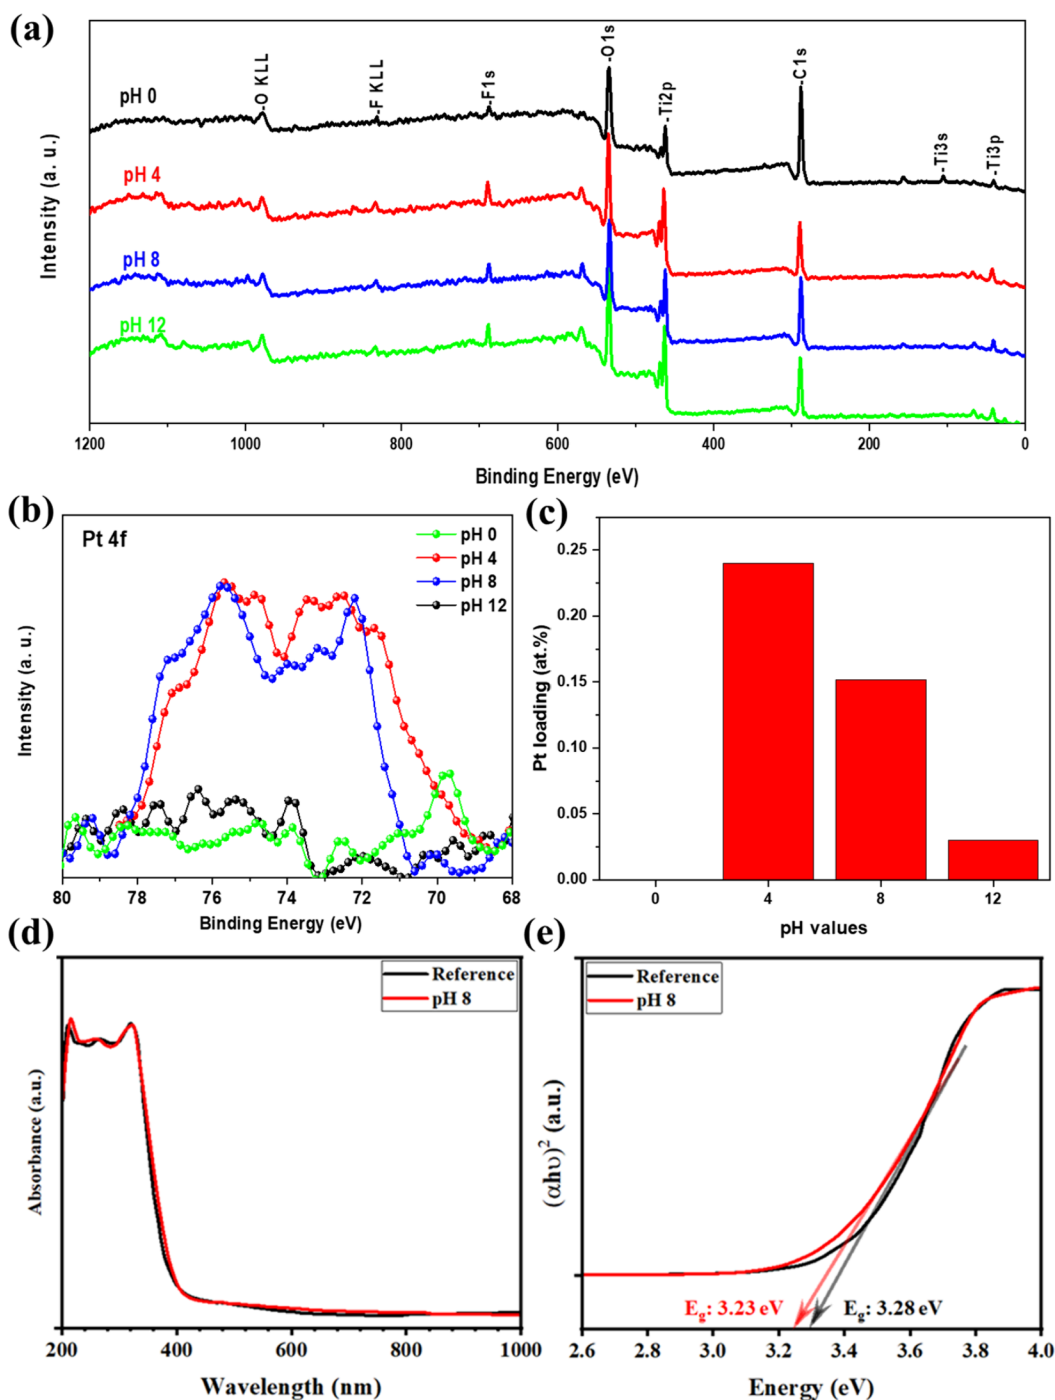 (a)
Intensity (a. u.)
pH 0
pH 4
pH 8
pH 12
-O KLL
-F KLL
-F1s
-O1s
-Ti2p
-C1s
-Ti3s
-Ti3p
1200 1000 800 600 400 200 0
Binding Energy (eV)
(b)
Pt 4f
pH 0
pH 4
pH 8
pH 12
Intensity (a. u.)
80 78 76 74 72 70 68
Binding Energy (eV)
(c)
Pt loading (at.%)
0.25
0.20
0.15
0.10
0.05
0.00
0 4 8 12
pH values
(d)
Reference
pH 8
Absorbance (a.u.)
200 400 600 800 1000
Wavelength (nm)
(e)
Reference
pH 8
(αhυ)² (a.u.)
Eg: 3.23 eV
Eg: 3.28 eV
2.6 2.8 3.0 3.2 3.4 3.6 3.8 4.0
Energy (eV)